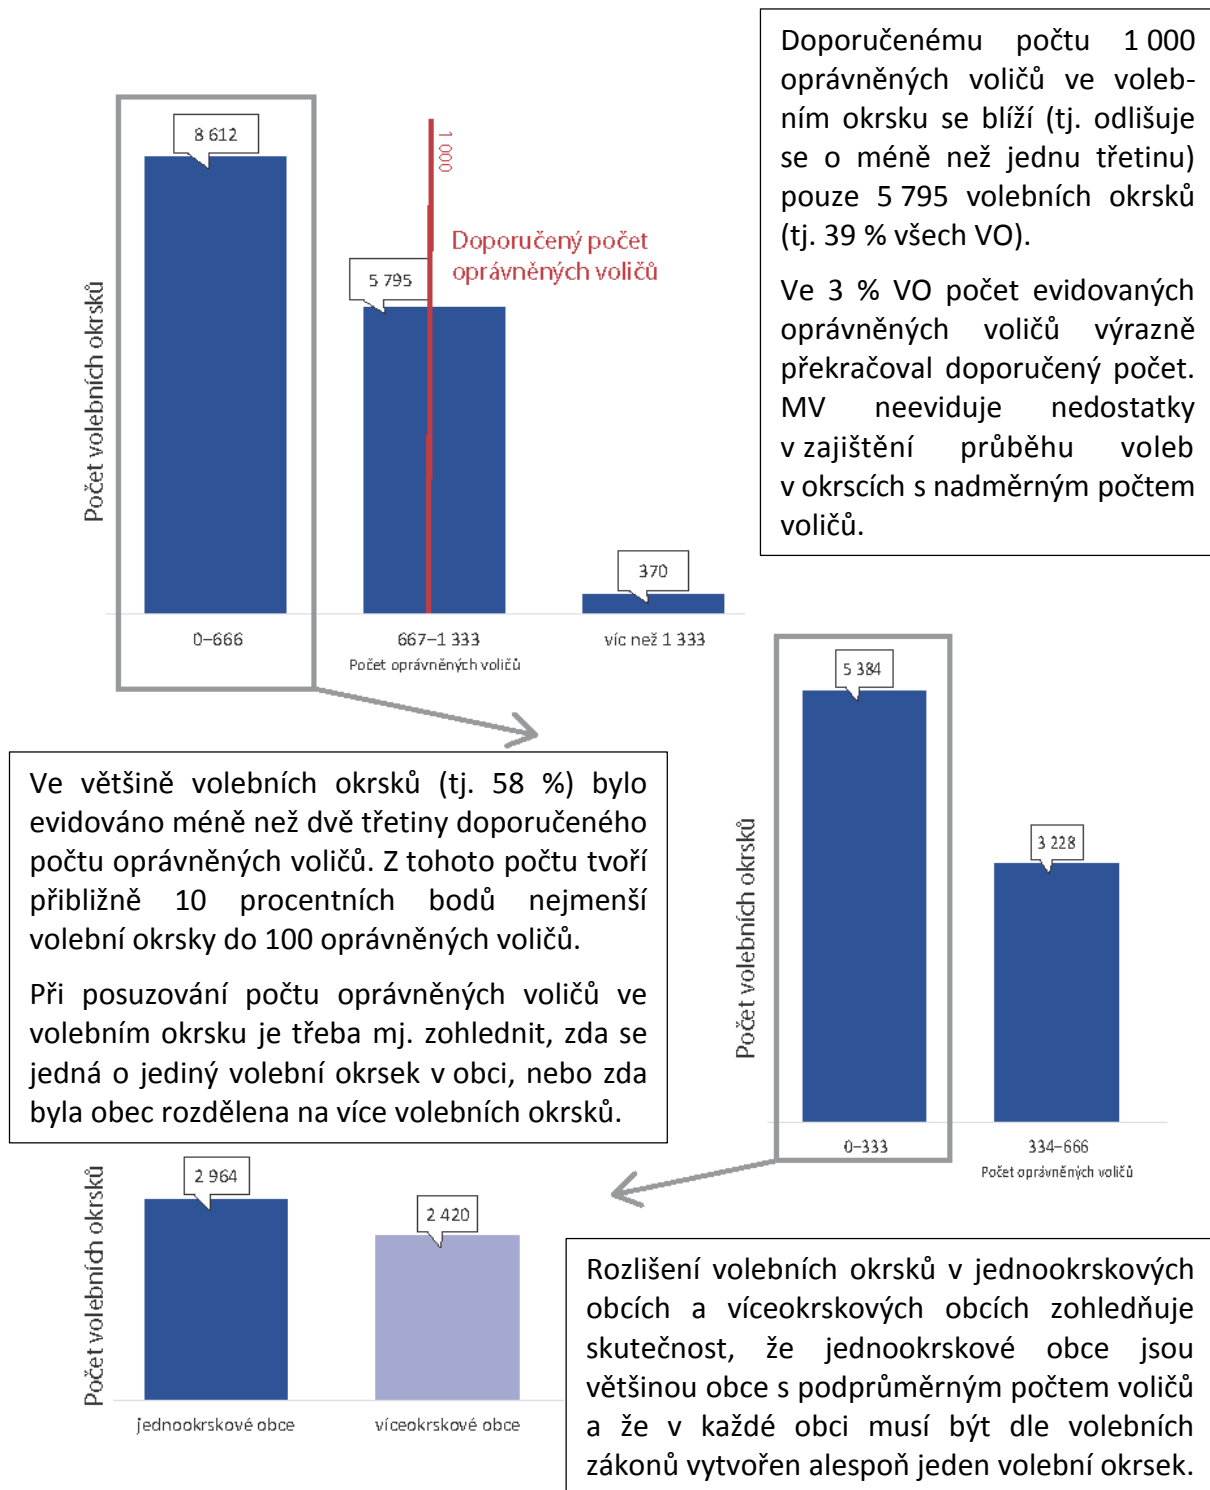 Doporučenému počtu 1 000
oprávněných voličů ve voleb-
ním okrsku se blíží (tj. odlišuje
se o méně než jednu třetinu)
pouze 5 795 volebních okrsků
(tj. 39 % všech VO).
Ve 3 % VO počet evidovaných
oprávněných voličů výrazně
překračoval doporučený počet.
MV neeviduje nedostatky
v zajištění průběhu voleb
v okrscích s nadměrným počtem
voličů.
Počet volebních okrsků
8 612
1 000
Doporučený počet
oprávněných voličů
5 795
370
0–666
667–1 333
víc než 1 333
Počet oprávněných voličů
Ve většině volebních okrsků (tj. 58 %) bylo
evidováno méně než dvě třetiny doporučeného
počtu oprávněných voličů. Z tohoto počtu tvoří
přibližně 10 procentních bodů nejmenší
volební okrsky do 100 oprávněných voličů.
Při posuzování počtu oprávněných voličů ve
volebním okrsku je třeba mj. zohlednit, zda se
jedná o jediný volební okrsek v obci, nebo zda
byla obec rozdělena na více volebních okrsků.
Počet volebních okrsků
5 384
3 228
0–333
334–666
Počet oprávněných voličů
Počet volebních okrsků
2 964
2 420
jednookrskové obce
víceokrskové obce
Rozlišení volebních okrsků v jednookrskových
obcích a víceokrskových obcích zohledňuje
skutečnost, že jednookrskové obce jsou
většinou obce s podprůměrným počtem voličů
a že v každé obci musí být dle volebních
zákonů vytvořen alespoň jeden volební okrsek.